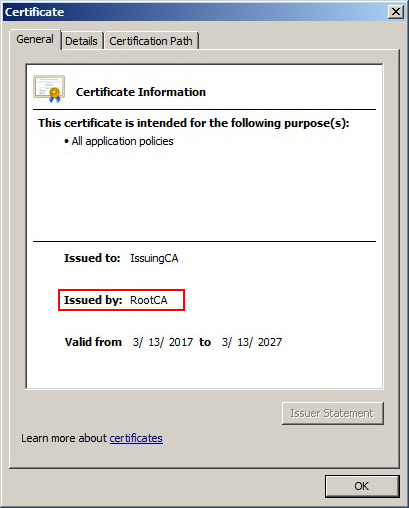 Certificate
General
Details
Certification Path
Certificate Information
This certificate is intended for the following purpose(s):
• All application policies
Issued to: IssuingCA
Issued by: RootCA
Valid from 3/ 13/ 2017 to 3/ 13/ 2027
Issuer Statement
Learn more about certificates
OK